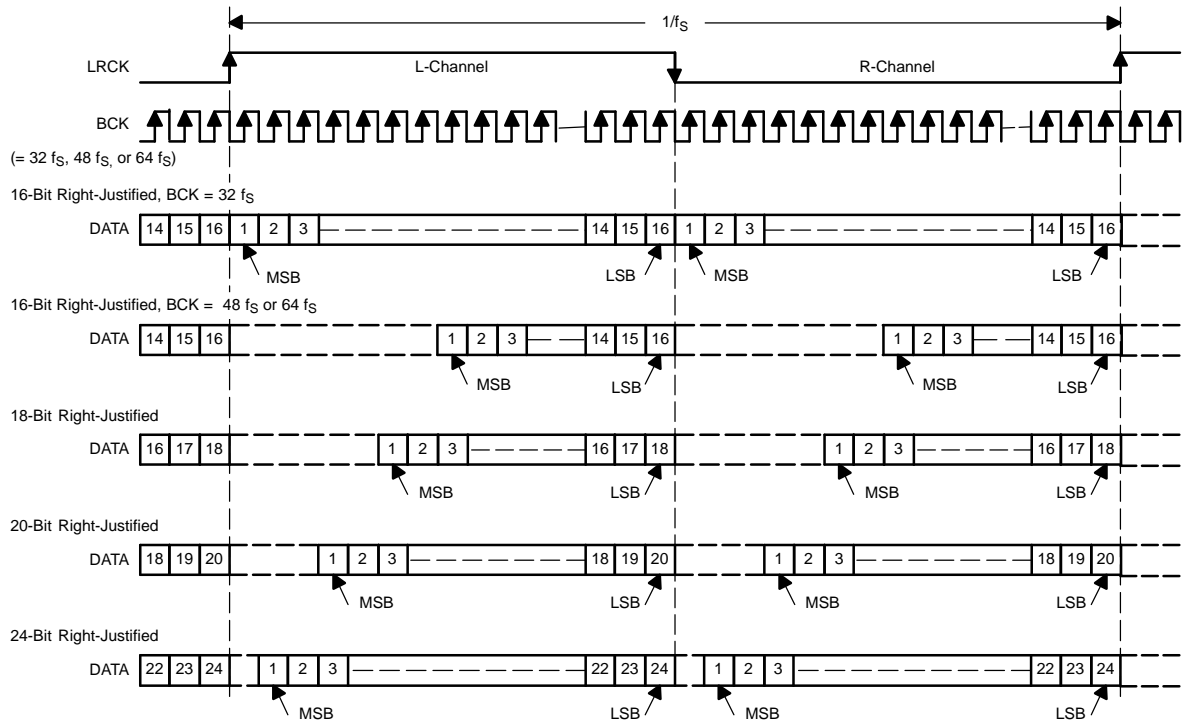 1/fS
LRCK L-Channel R-Channel
BCK
(= 32 fS, 48 fS, or 64 fS)
16-Bit Right-Justified, BCK = 32 fS
DATA 14 15 16 1 2 3 14 15 16 1 2 3 14 15 16
MSB LSB MSB LSB
16-Bit Right-Justified, BCK = 48 fS or 64 fS
DATA 14 15 16 1 2 3 14 15 16 1 2 3 14 15 16
MSB LSB MSB LSB
18-Bit Right-Justified
DATA 16 17 18 1 2 3 16 17 18 1 2 3 16 17 18
MSB LSB MSB LSB
20-Bit Right-Justified
DATA 18 19 20 1 2 3 18 19 20 1 2 3 18 19 20
MSB LSB MSB LSB
24-Bit Right-Justified
DATA 22 23 24 1 2 3 22 23 24 1 2 3 22 23 24
MSB LSB MSB LSB